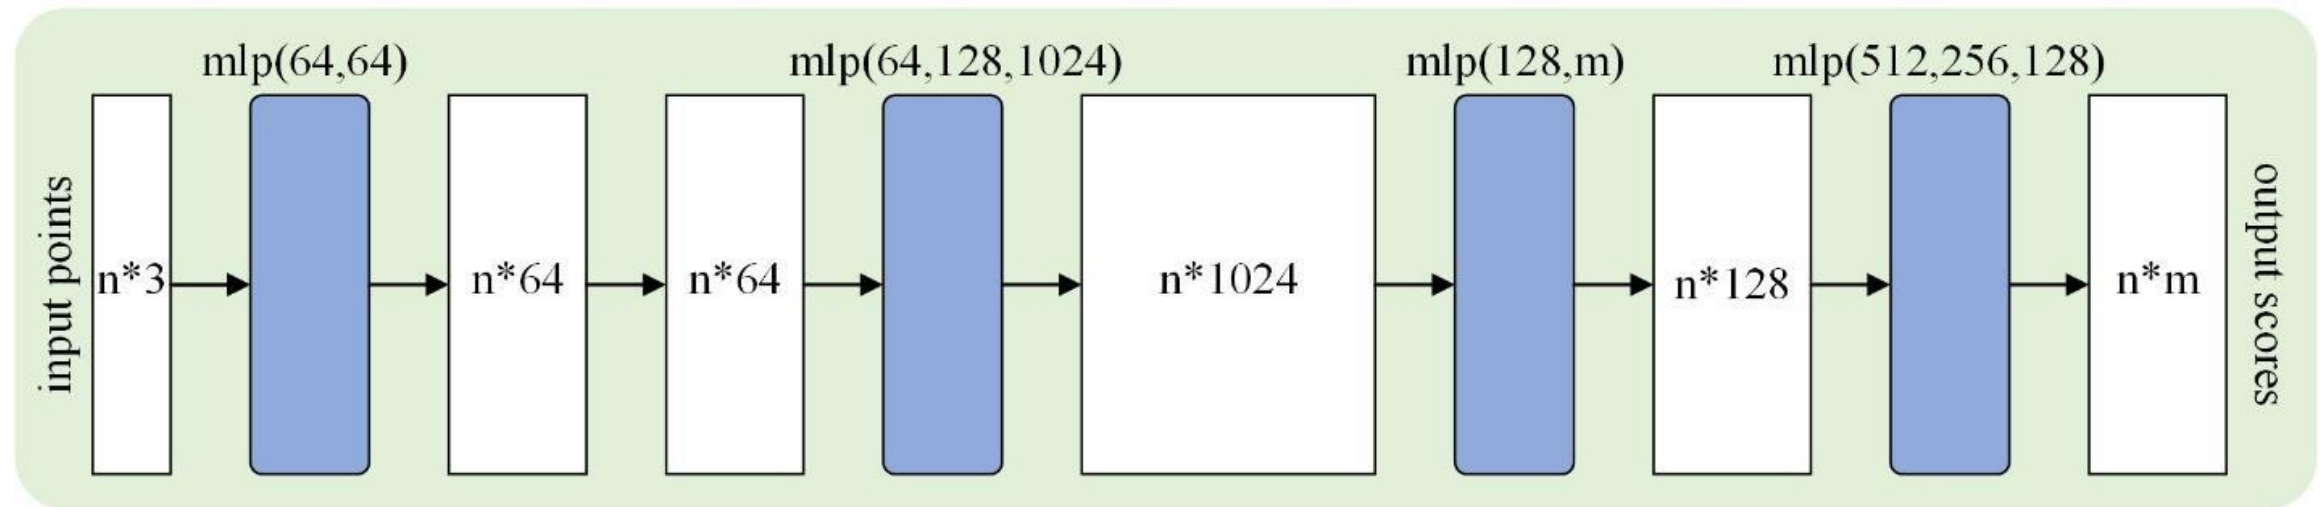 mlp(64,64)
mlp(64,128,1024)
mlp(128,m)
mlp(512,256,128)
input points
n*3
n*64
n*64
n*1024
n*128
n*m
output scores